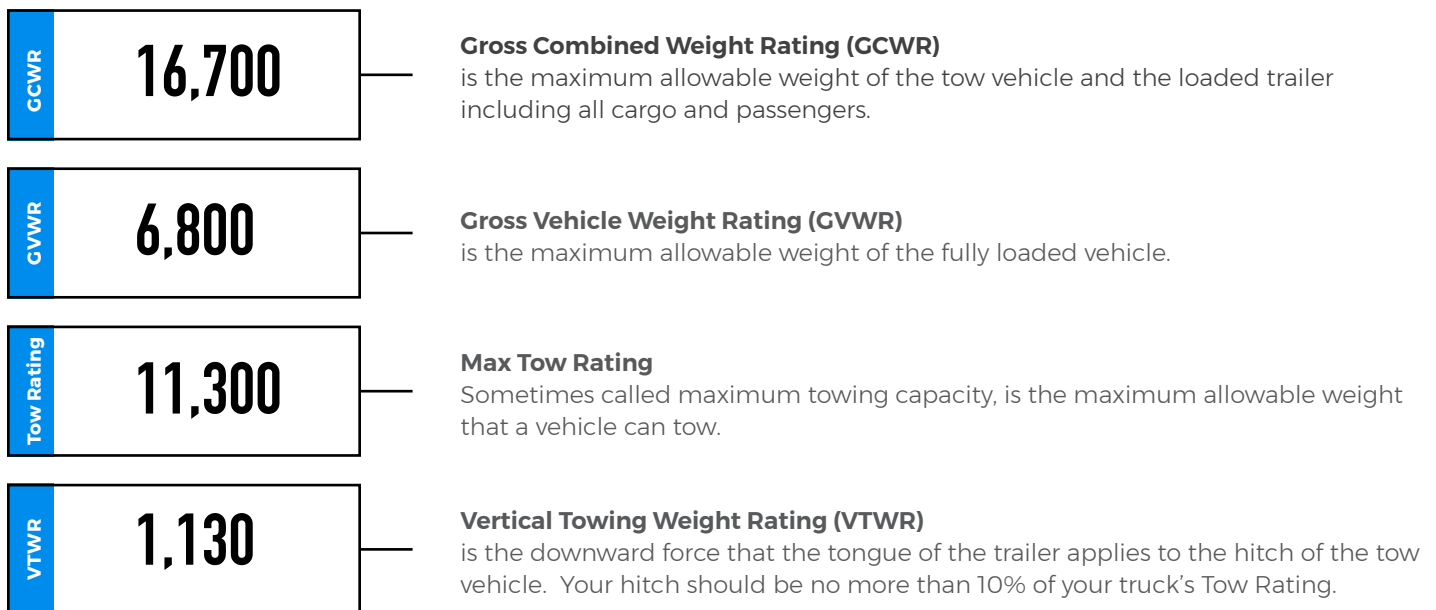 GCWR
16,700
Gross Combined Weight Rating (GCWR)
is the maximum allowable weight of the tow vehicle and the loaded trailer
including all cargo and passengers.
GVWR
6,800
Gross Vehicle Weight Rating (GVWR)
is the maximum allowable weight of the fully loaded vehicle.
Tow Rating
11,300
Max Tow Rating
Sometimes called maximum towing capacity, is the maximum allowable weight
that a vehicle can tow.
VTWR
1,130
Vertical Towing Weight Rating (VTWR)
is the downward force that the tongue of the trailer applies to the hitch of the tow
vehicle.  Your hitch should be no more than 10% of your truck’s Tow Rating.